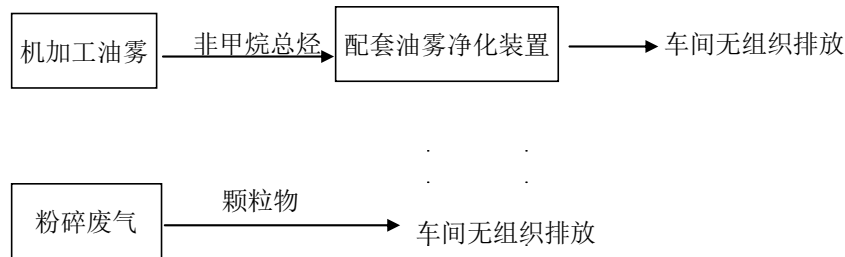 机加工油雾
非甲烷总烃
配套油雾净化装置
车间无组织排放
粉碎废气
颗粒物
车间无组织排放